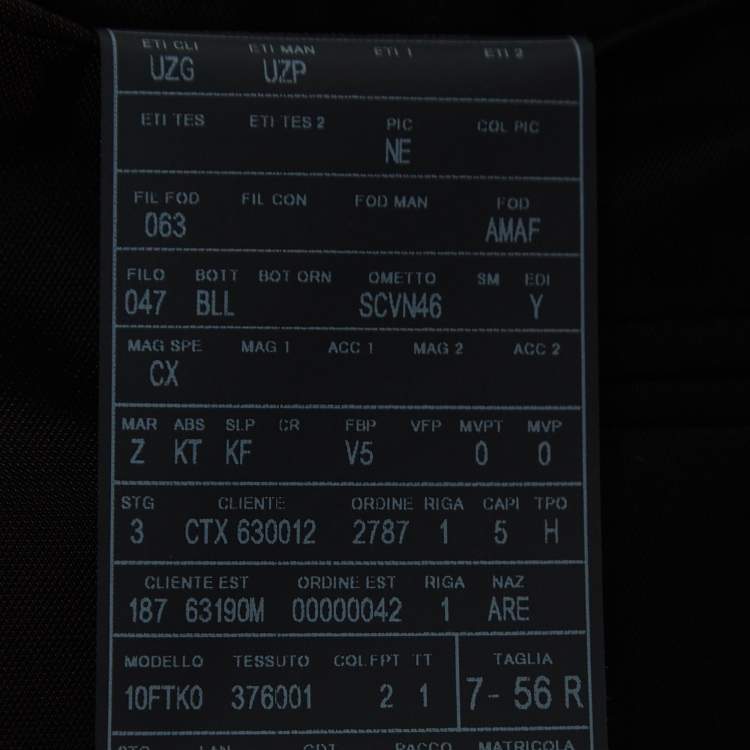 ETI CLI ETI MAN ETI 1 ETI 2
UZG UZP
ETI TES ETI TES 2 PIC COL PIC
NE
FIL FOD FIL CON FOD MAN FOD
063 AMAF
FILO BOTT BOT ORN OMETTO SM EDI
047 BLL SCVN46 Y
MAG SPE MAG 1 ACC 1 MAG 2 ACC 2
CX
MAR ABS SLP CR FBP VFP MVPT MVP
Z KT KF V5 0 0
STG CLIENTE ORDINE RIGA CAPI TPO
3 CTX 630012 2787 1 5 H
CLIENTE EST ORDINE EST RIGA NAZ
187 63190M 00000042 1 ARE
MODELLO TESSUTO COL FPT TT TAGLIA
10FTK0 376001 2 1 7- 56 R
PACCO MATRICOLA